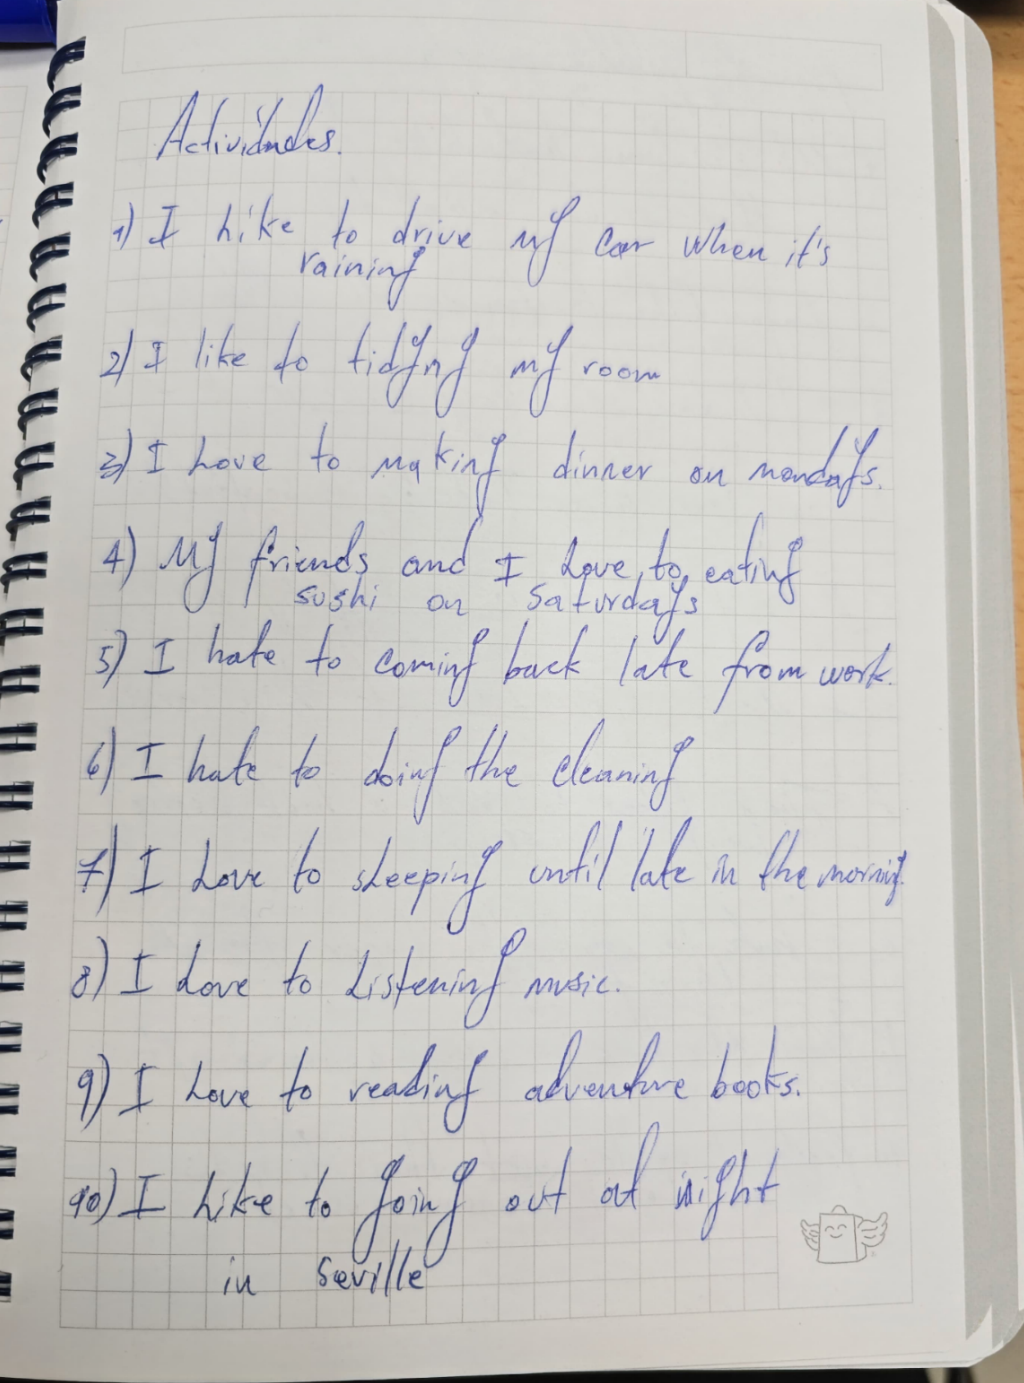 Actividades.
1) I Like to drive my car when it's
raining
2) I like to tidyng my room
3) I Love to making dinner on mondays.
4) My friends and I Love to eating
sushi on saturdays
5) I hate to coming back late from work.
6) I hate to doing the cleaning
7) I Love to sleeping until late in the morning.
8) I Love to Listening music.
9) I Love to reading adventure books.
10) I Like to going out at night
in seville